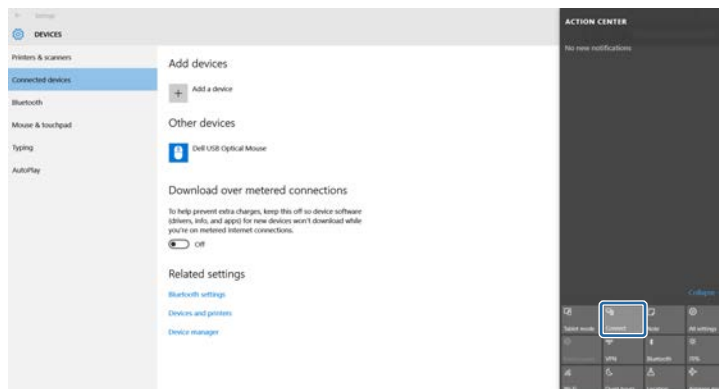 Settings
DEVICES
Printers & scanners
Connected devices
Bluetooth
Mouse & touchpad
Typing
AutoPlay
Add devices
Add a device
Other devices
Dell USB Optical Mouse
Download over metered connections
To help prevent extra charges, keep this off so device software
(drivers, info, and apps) for new devices won't download while
you're on metered Internet connections.
Off
Related settings
Bluetooth settings
Devices and printers
Device manager
ACTION CENTER
No new notifications
Collapse
Tablet mode
Connect
Note
All settings
VPN
Bluetooth